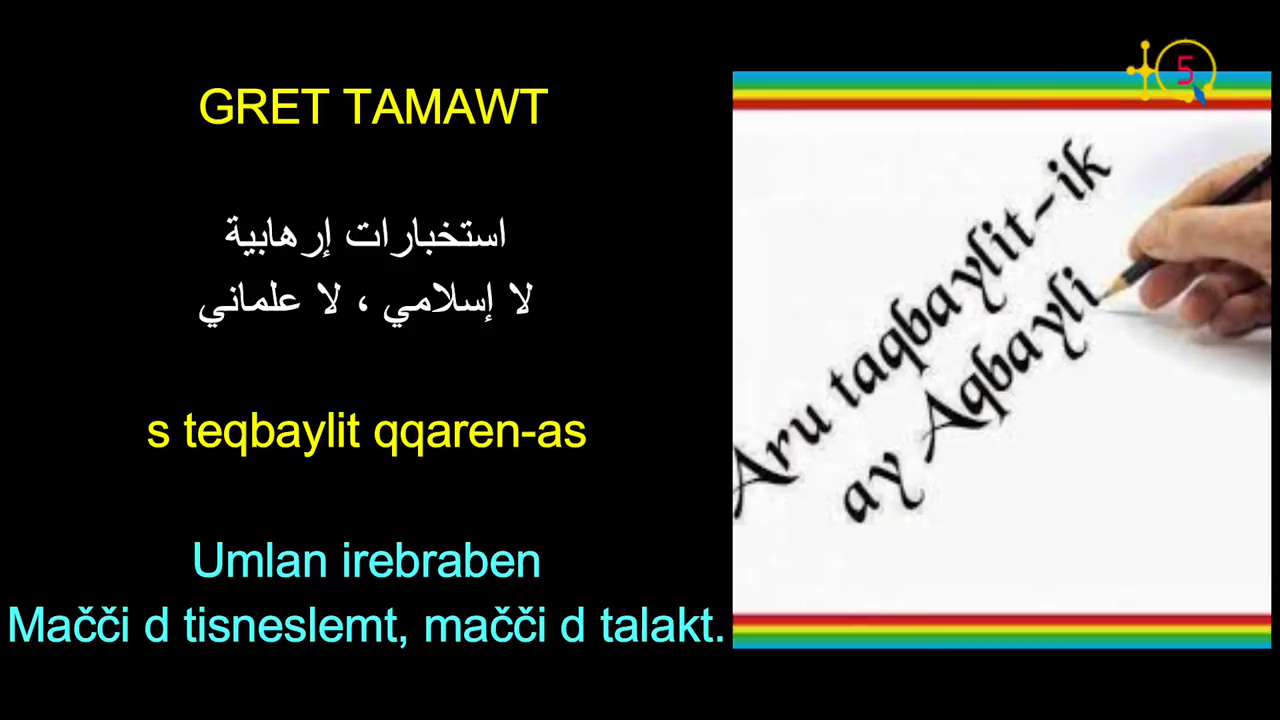 GRET TAMAWT
استخبارات إرهابية
لا إسلامي ، لا علماني
s teqbaylit qqaren-as
Umlan irebraben
Mačči d tisneslemt, mačči d talakt.
5
Aru taqbaylit-ik
ay Aqbayli